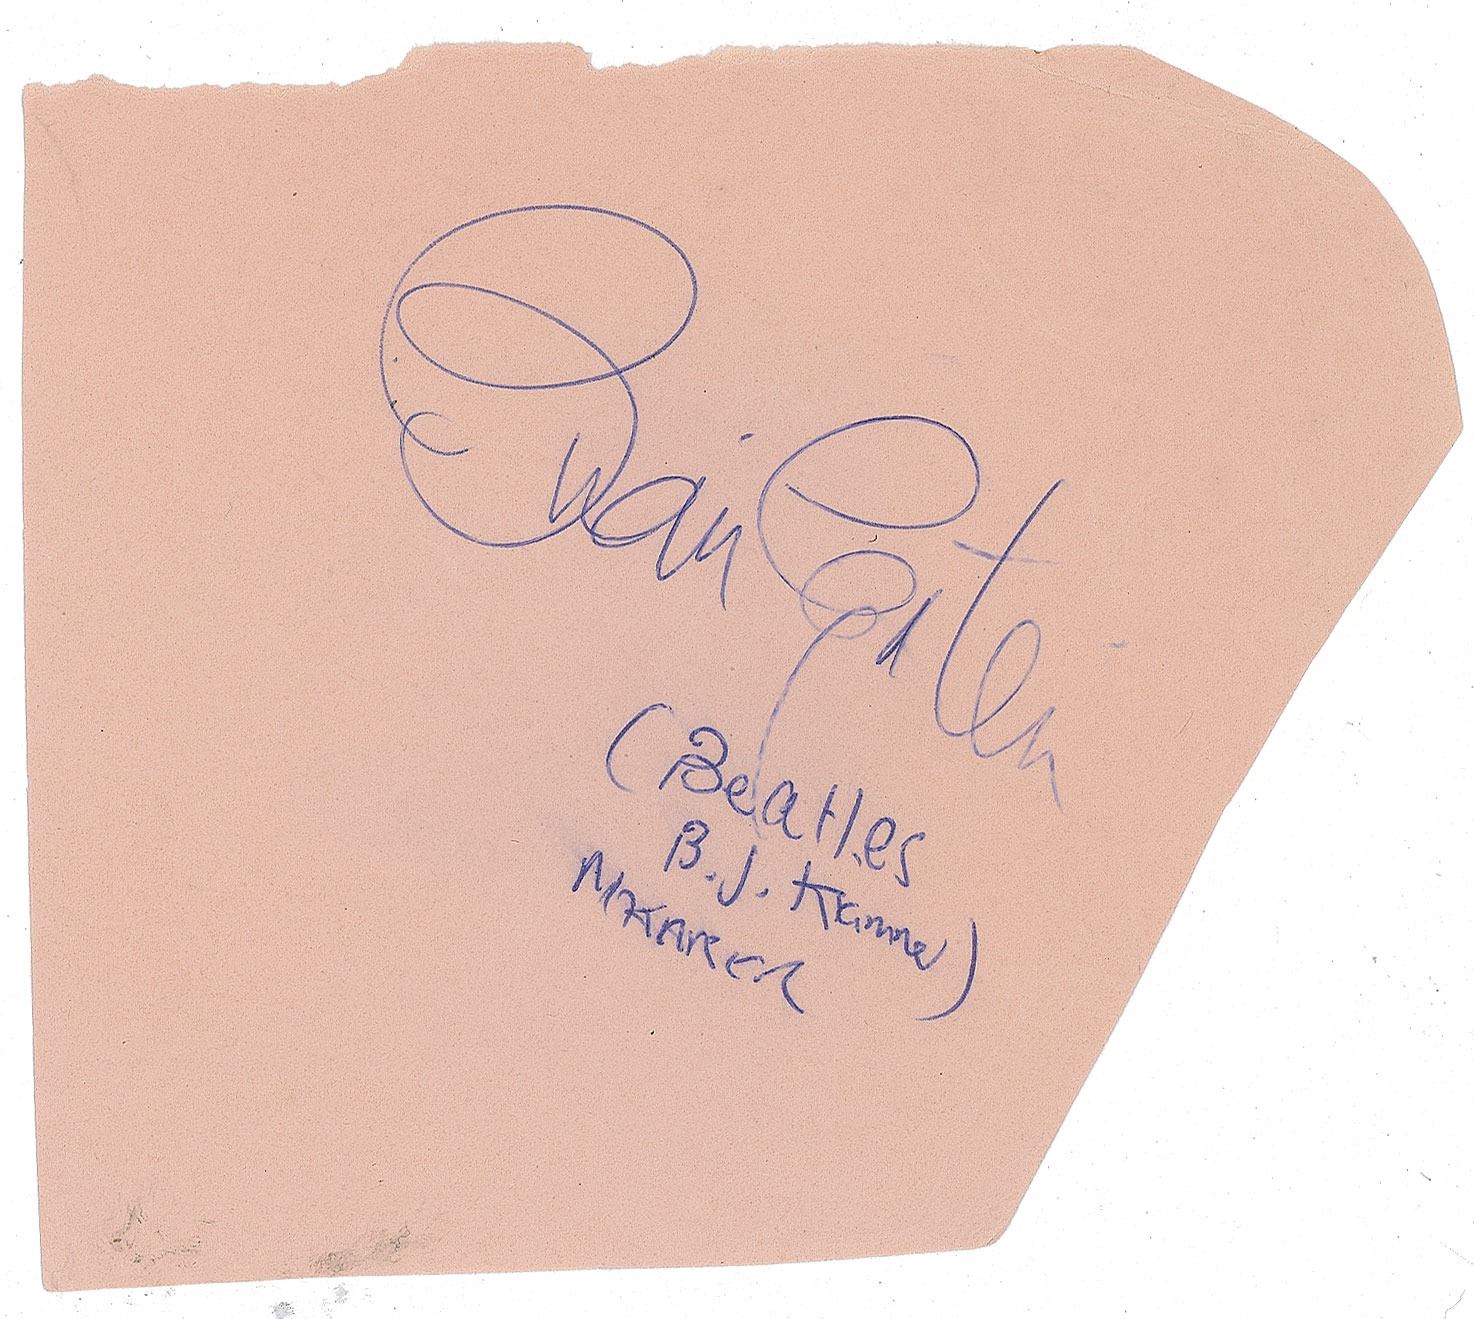 Brian Epstein
(Beatles
B.J. Kramer)
MANAGER